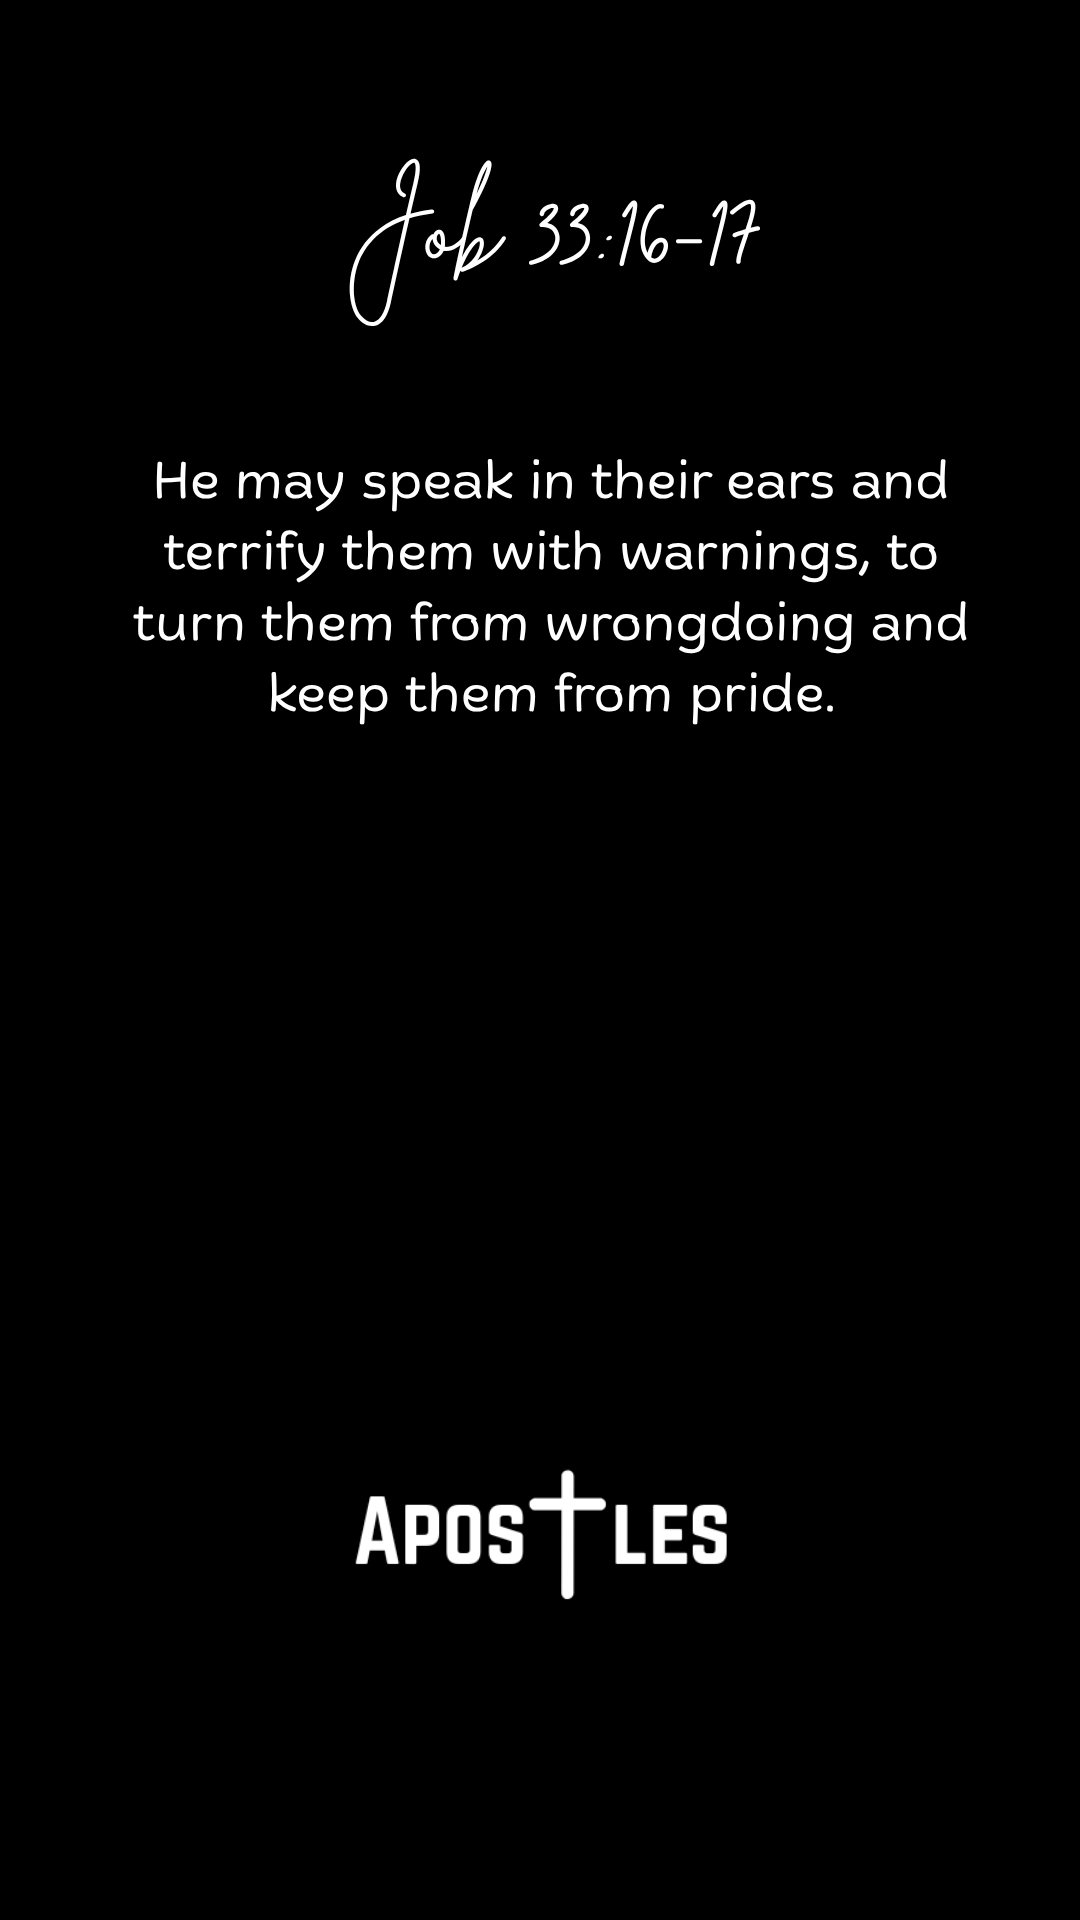 Job 33:16-17
He may speak in their ears and
terrify them with warnings, to
turn them from wrongdoing and
keep them from pride.
APOSTLES